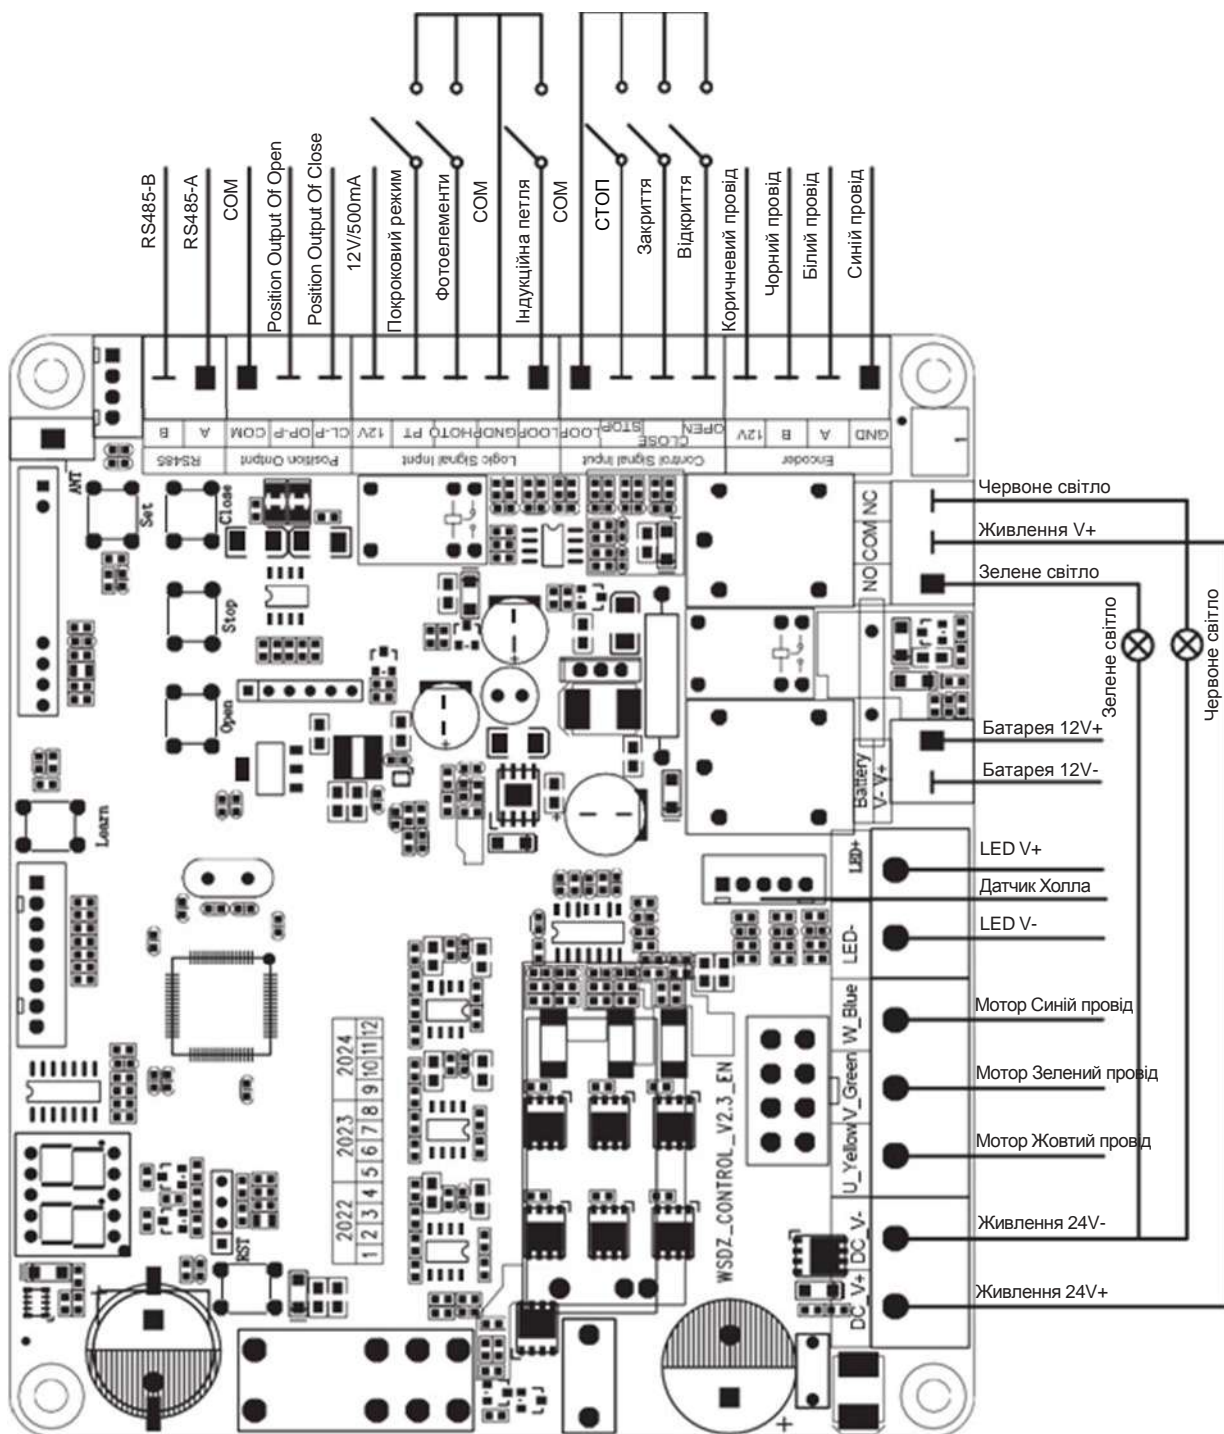 RS485-B
RS485-A
COM
Position Output Of Open
Position Output Of Close
12V/500mA
Покроковий режим
Фотоелементи
COM
Індукційна петля
COM
СТОП
Закриття
Відкриття
Коричневий провід
Чорний провід
Білий провід
Синій провід
B
A
COM
OP-P
CL-P
12V
PT
PHOTO
GND
LOOP
LOOP
STOP
CLOSE
OPEN
12V
B
A
GND
RS485
Position Output
Logic Signal Input
Control Signal Input
Encoder
ANT
Set
Close
Stop
Open
Learn
RST
NC
COM
NO
Червоне світло
Живлення V+
Зелене світло
Зелене світло
Червоне світло
Battery
V- V+
Батарея 12V+
Батарея 12V-
LED+
LED V+
Датчик Холла
LED-
LED V-
W_Blue
Мотор Синій провід
V_Green
Мотор Зелений провід
U_Yellow
Мотор Жовтий провід
DC_V-
Живлення 24V-
DC_V+
Живлення 24V+
2022 2023 2024
1 2 3 4 5 6 7 8 9 10 11 12
WSDZ_CONTROL_V2.3_EN